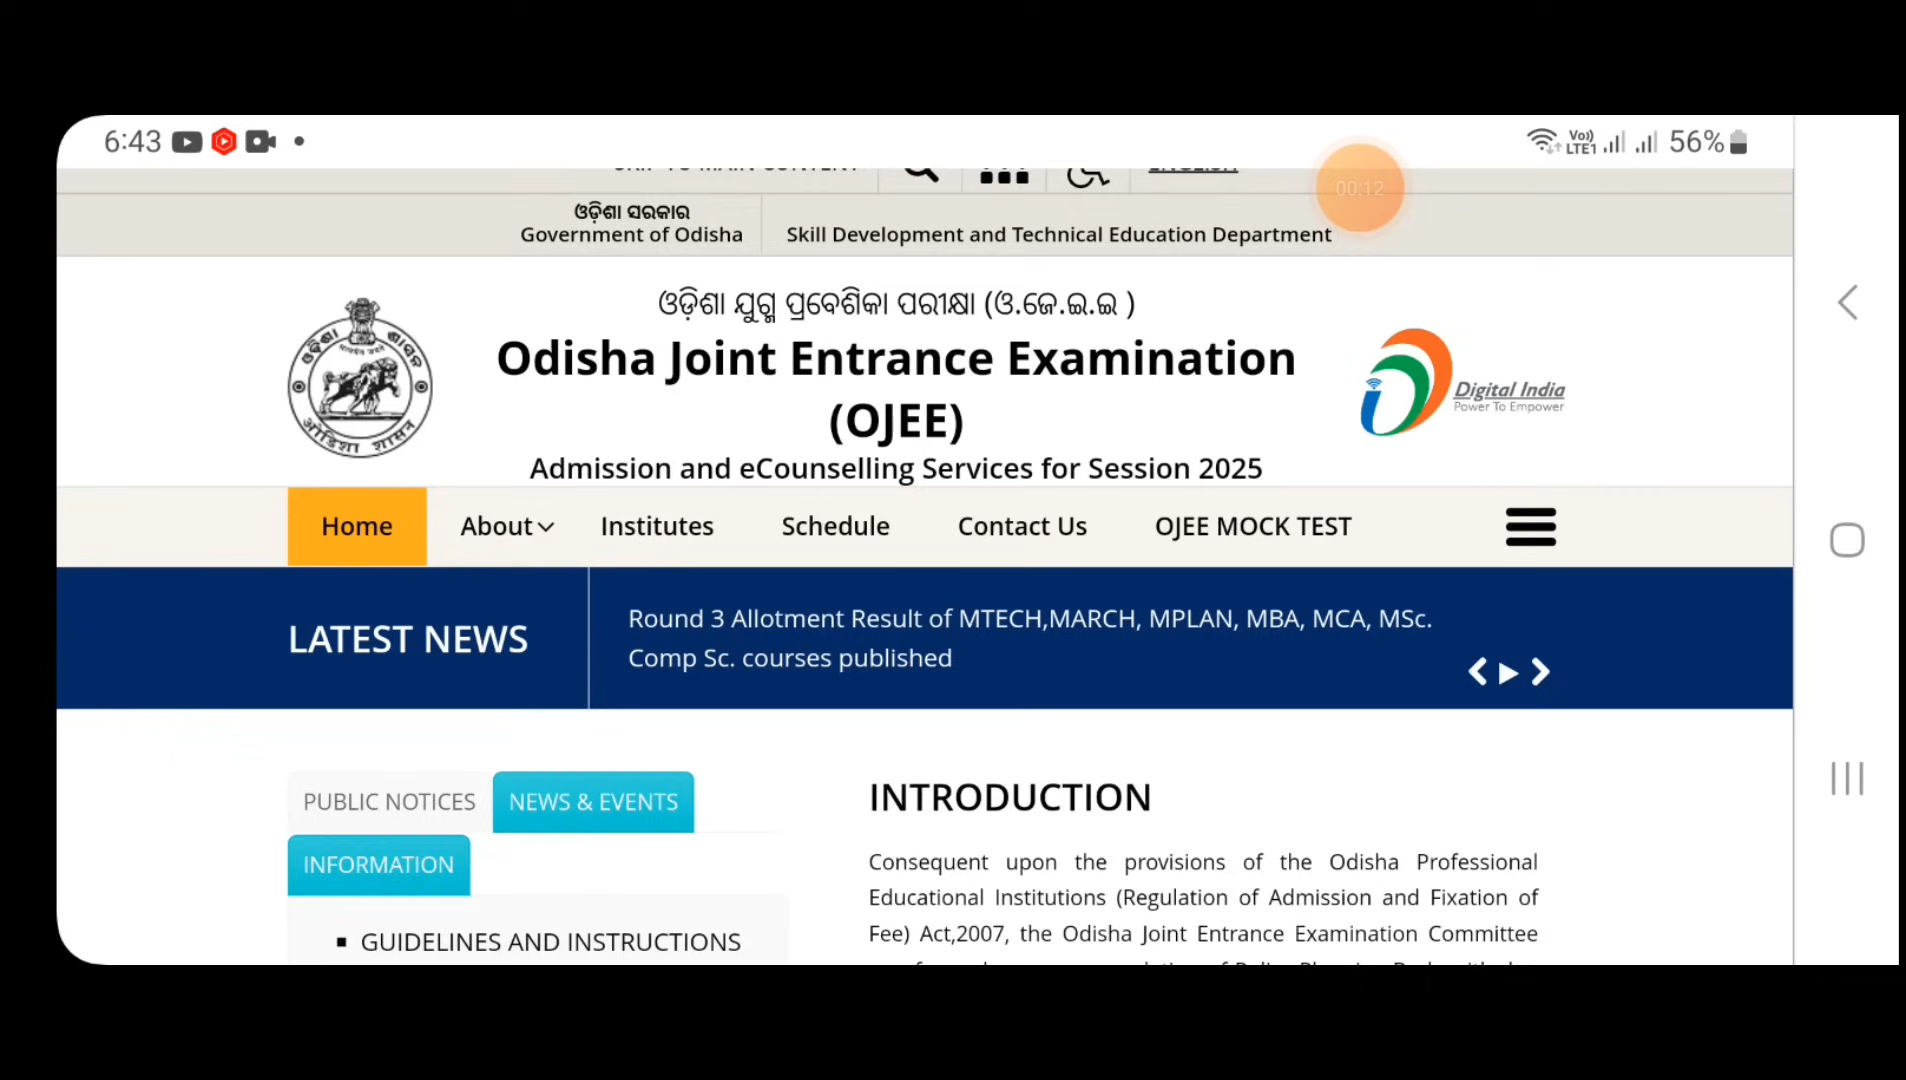 6:43
Vo))
LTE1
56%
00:12
ENGLISH
ଓଡ଼ିଶା ସରକାର
Government of Odisha
Skill Development and Technical Education Department
ଓଡ଼ିଶା ଯୁଗ୍ମ ପ୍ରବେଶିକା ପରୀକ୍ଷା (ଓ.ଜେ.ଇ.ଇ )
Odisha Joint Entrance Examination
(OJEE)
Admission and eCounselling Services for Session 2025
Digital India
Power To Empower
Home
About
Institutes
Schedule
Contact Us
OJEE MOCK TEST
LATEST NEWS
Round 3 Allotment Result of MTECH,MARCH, MPLAN, MBA, MCA, MSc.
Comp Sc. courses published
PUBLIC NOTICES
NEWS & EVENTS
INFORMATION
▪ GUIDELINES AND INSTRUCTIONS
INTRODUCTION
Consequent upon the provisions of the Odisha Professional
Educational Institutions (Regulation of Admission and Fixation of
Fee) Act,2007, the Odisha Joint Entrance Examination Committee